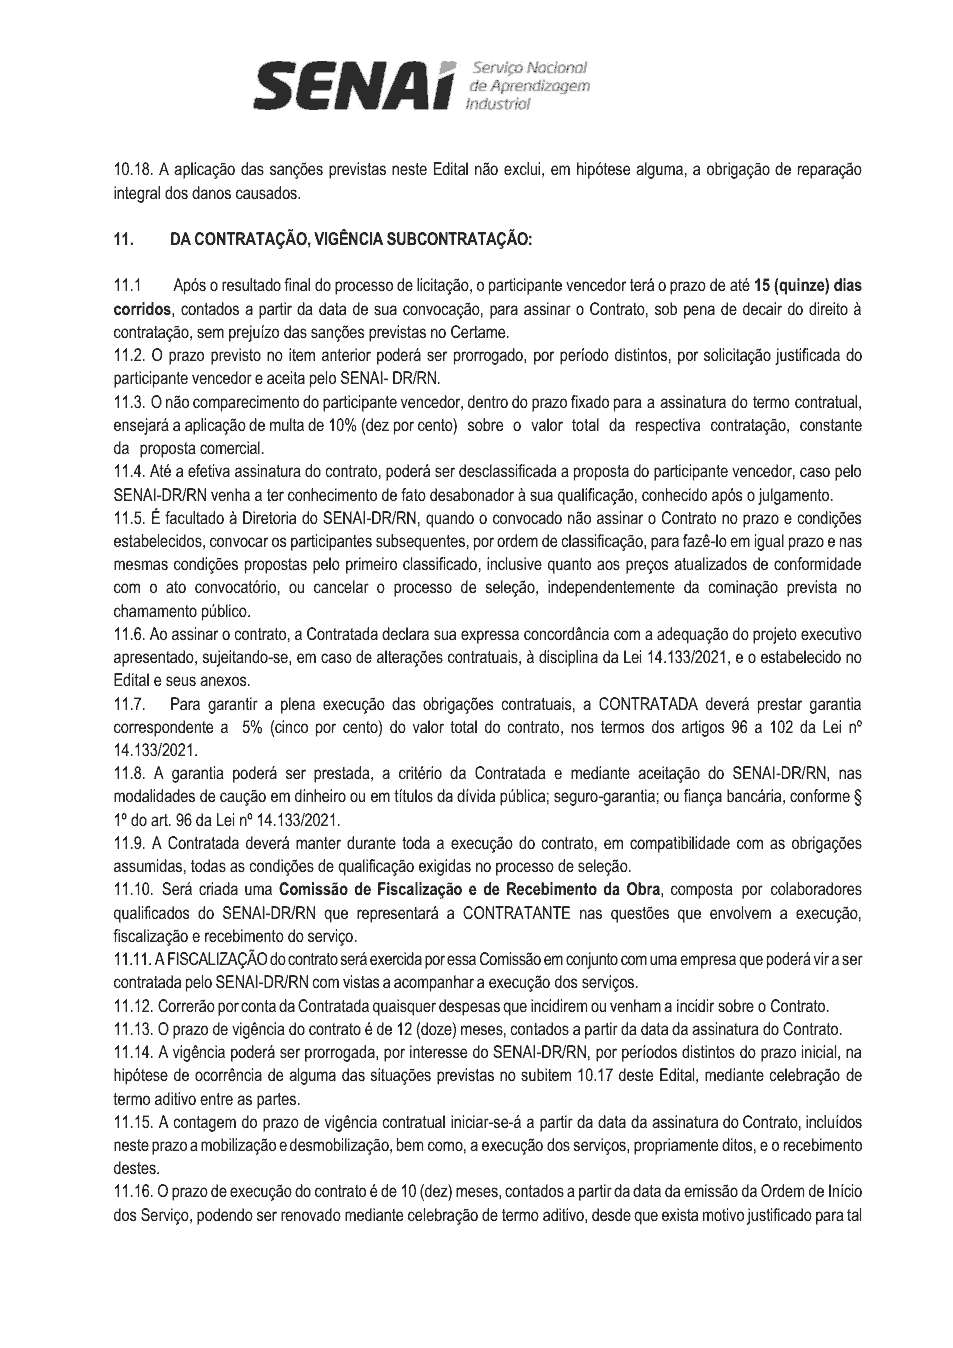 SENAI
Serviço Nacional
de Aprendizagem
Industrial
10.18. A aplicação das sanções previstas neste Edital não exclui, em hipótese alguma, a obrigação de reparação
integral dos danos causados.
11. DA CONTRATAÇÃO, VIGÊNCIA SUBCONTRATAÇÃO:
11.1 Após o resultado final do processo de licitação, o participante vencedor terá o prazo de até 15 (quinze) dias
corridos, contados a partir da data de sua convocação, para assinar o Contrato, sob pena de decair do direito à
contratação, sem prejuízo das sanções previstas no Certame.
11.2. O prazo previsto no item anterior poderá ser prorrogado, por período distintos, por solicitação justificada do
participante vencedor e aceita pelo SENAI- DR/RN.
11.3. O não comparecimento do participante vencedor, dentro do prazo fixado para a assinatura do termo contratual,
ensejará a aplicação de multa de 10% (dez por cento) sobre o valor total da respectiva contratação, constante
da proposta comercial.
11.4. Até a efetiva assinatura do contrato, poderá ser desclassificada a proposta do participante vencedor, caso pelo
SENAI-DR/RN venha a ter conhecimento de fato desabonador à sua qualificação, conhecido após o julgamento.
11.5. É facultado à Diretoria do SENAI-DR/RN, quando o convocado não assinar o Contrato no prazo e condições
estabelecidos, convocar os participantes subsequentes, por ordem de classificação, para fazê-lo em igual prazo e nas
mesmas condições propostas pelo primeiro classificado, inclusive quanto aos preços atualizados de conformidade
com o ato convocatório, ou cancelar o processo de seleção, independentemente da cominação prevista no
chamamento público.
11.6. Ao assinar o contrato, a Contratada declara sua expressa concordância com a adequação do projeto executivo
apresentado, sujeitando-se, em caso de alterações contratuais, à disciplina da Lei 14.133/2021, e o estabelecido no
Edital e seus anexos.
11.7. Para garantir a plena execução das obrigações contratuais, a CONTRATADA deverá prestar garantia
correspondente a 5% (cinco por cento) do valor total do contrato, nos termos dos artigos 96 a 102 da Lei nº
14.133/2021.
11.8. A garantia poderá ser prestada, a critério da Contratada e mediante aceitação do SENAI-DR/RN, nas
modalidades de caução em dinheiro ou em títulos da dívida pública; seguro-garantia; ou fiança bancária, conforme §
1º do art. 96 da Lei nº 14.133/2021.
11.9. A Contratada deverá manter durante toda a execução do contrato, em compatibilidade com as obrigações
assumidas, todas as condições de qualificação exigidas no processo de seleção.
11.10. Será criada uma Comissão de Fiscalização e de Recebimento da Obra, composta por colaboradores
qualificados do SENAI-DR/RN que representará a CONTRATANTE nas questões que envolvem a execução,
fiscalização e recebimento do serviço.
11.11. A FISCALIZAÇÃO do contrato será exercida por essa Comissão em conjunto com uma empresa que poderá vir a ser
contratada pelo SENAI-DR/RN com vistas a acompanhar a execução dos serviços.
11.12. Correrão por conta da Contratada quaisquer despesas que incidirem ou venham a incidir sobre o Contrato.
11.13. O prazo de vigência do contrato é de 12 (doze) meses, contados a partir da data da assinatura do Contrato.
11.14. A vigência poderá ser prorrogada, por interesse do SENAI-DR/RN, por períodos distintos do prazo inicial, na
hipótese de ocorrência de alguma das situações previstas no subitem 10.17 deste Edital, mediante celebração de
termo aditivo entre as partes.
11.15. A contagem do prazo de vigência contratual iniciar-se-á a partir da data da assinatura do Contrato, incluídos
neste prazo a mobilização e desmobilização, bem como, a execução dos serviços, propriamente ditos, e o recebimento
destes.
11.16. O prazo de execução do contrato é de 10 (dez) meses, contados a partir da data da emissão da Ordem de Início
dos Serviço, podendo ser renovado mediante celebração de termo aditivo, desde que exista motivo justificado para tal